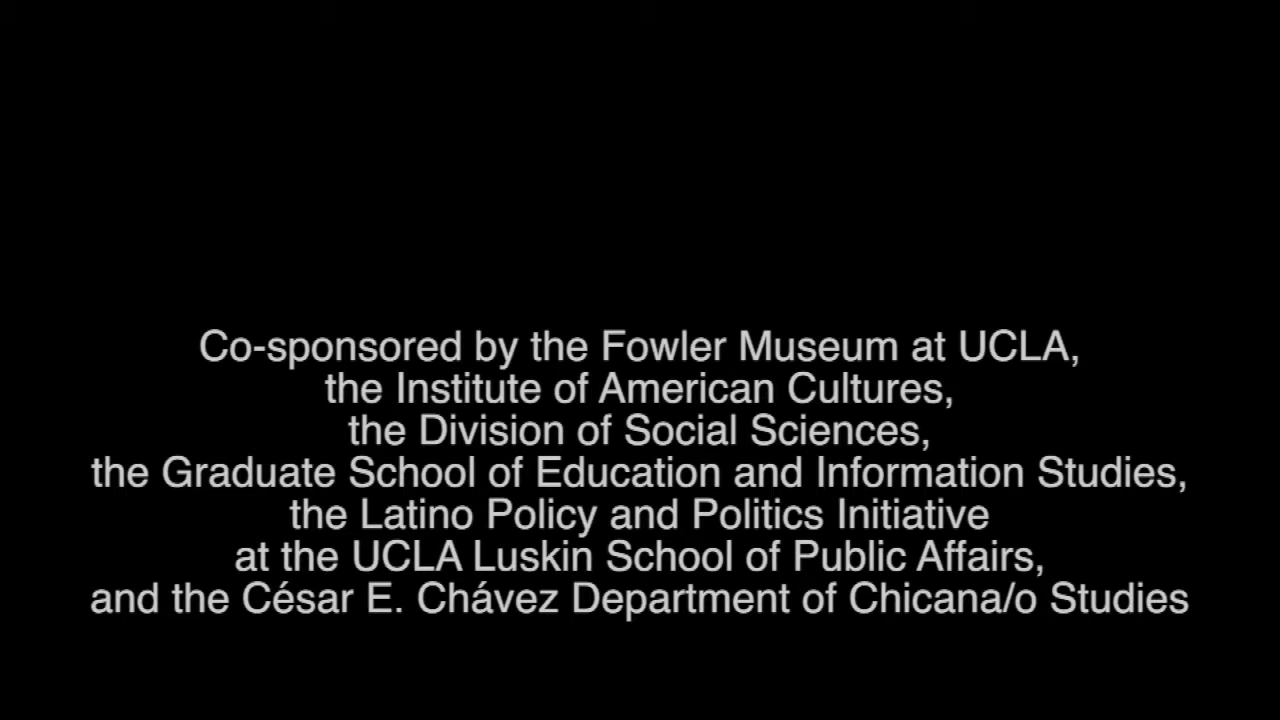 Co-sponsored by the Fowler Museum at UCLA,
the Institute of American Cultures,
the Division of Social Sciences,
the Graduate School of Education and Information Studies,
the Latino Policy and Politics Initiative
at the UCLA Luskin School of Public Affairs,
and the César E. Chávez Department of Chicana/o Studies